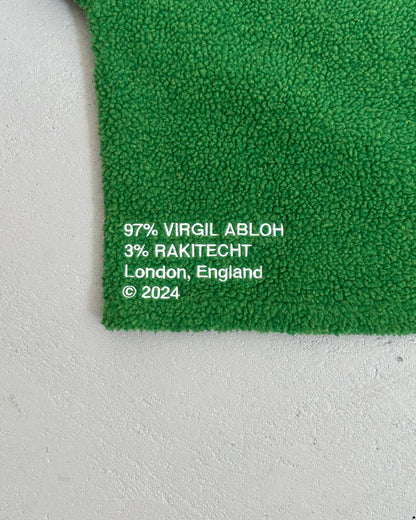 97% VIRGIL ABLOH
3% RAKITECHT
London, England
© 2024